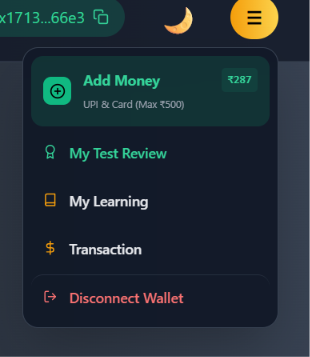 x1713...66e3
Add Money
₹287
UPI & Card (Max ₹500)
My Test Review
My Learning
Transaction
Disconnect Wallet